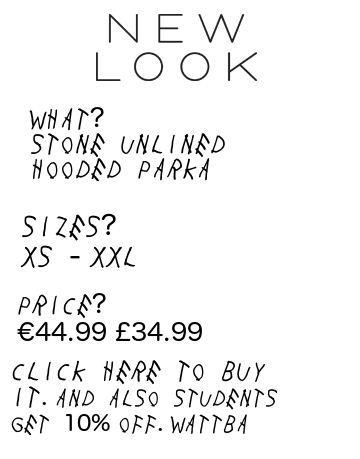 NEW
LOOK
WHAT?
STONE UNLINED
HOODED PARKA
SIZES?
XS - XXL
PRICE?
€44.99 £34.99
CLICK HERE TO BUY
IT. AND ALSO STUDENTS
GET 10% OFF. WATTBA